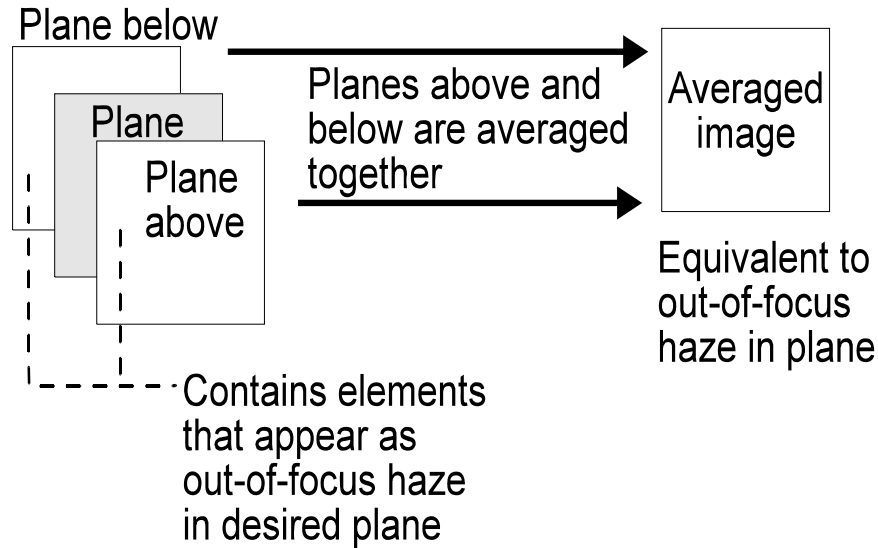 Plane below
Plane
Plane
above
Planes above and
below are averaged
together
Averaged
image
Equivalent to
out-of-focus
haze in plane
Contains elements
that appear as
out-of-focus haze
in desired plane